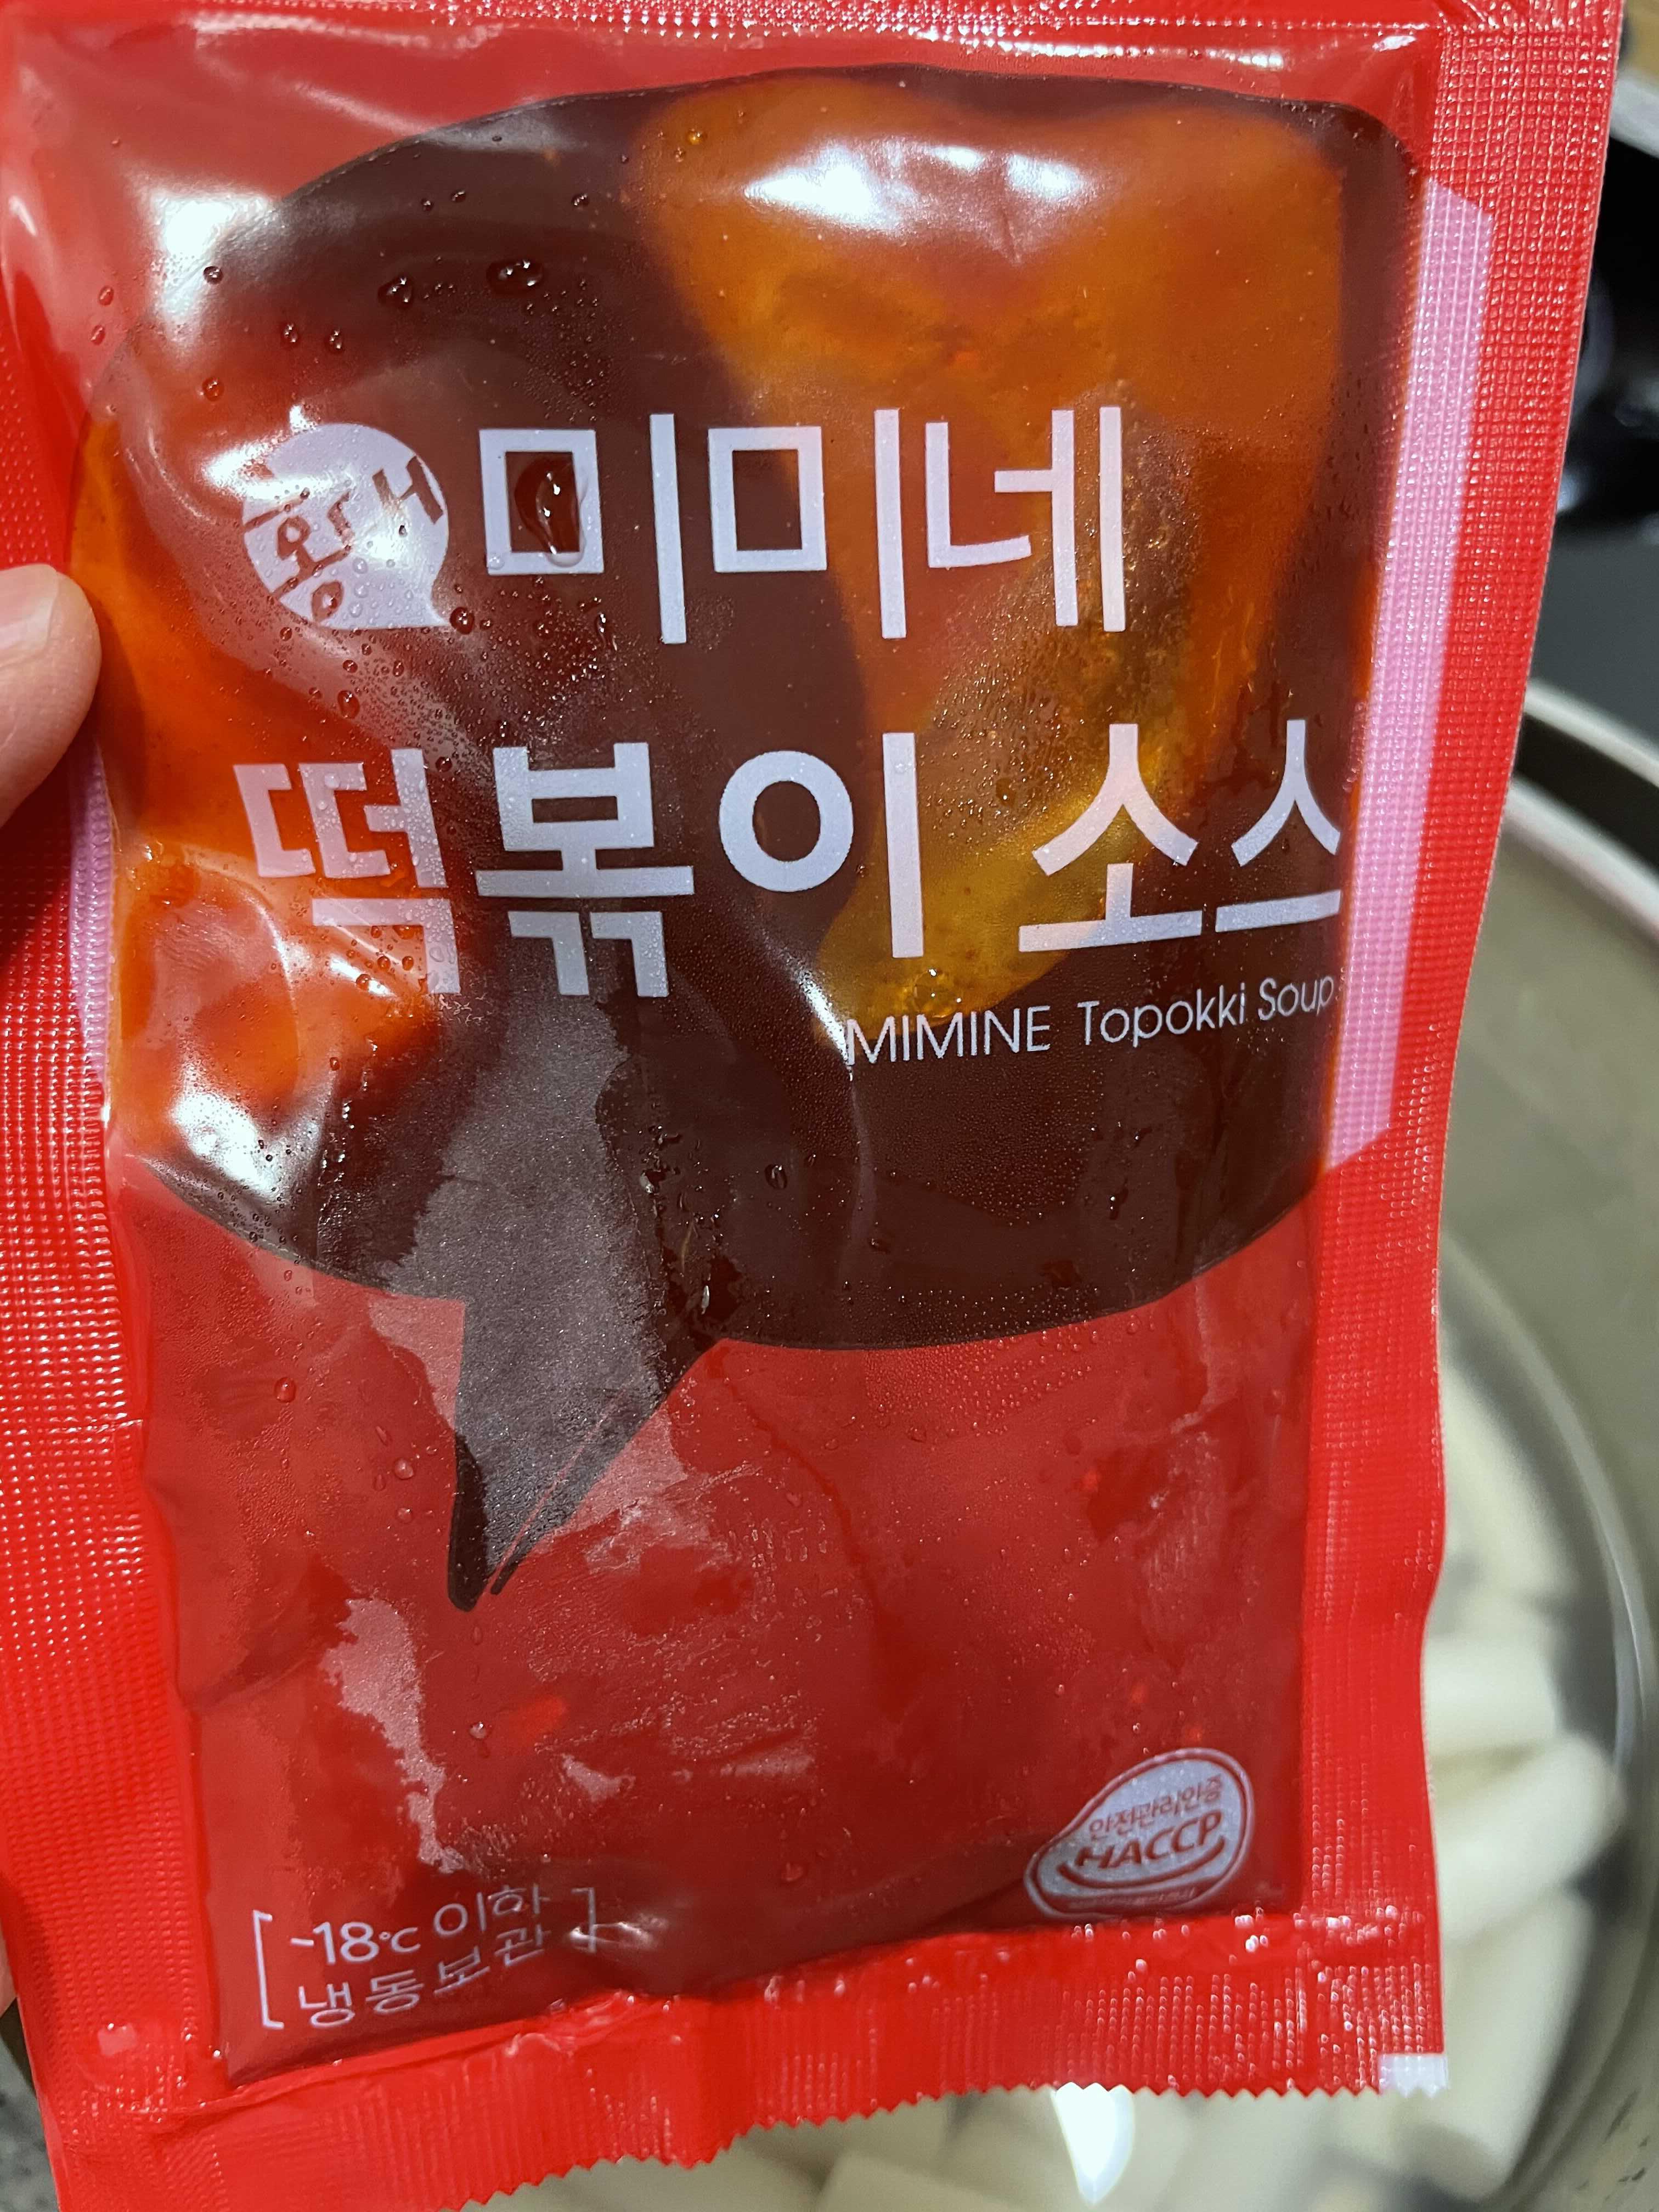 홍대 미미네
떡볶이 소스
MIMINE Topokki Soup
안전관리인증
HACCP
-18℃ 이하
냉동보관